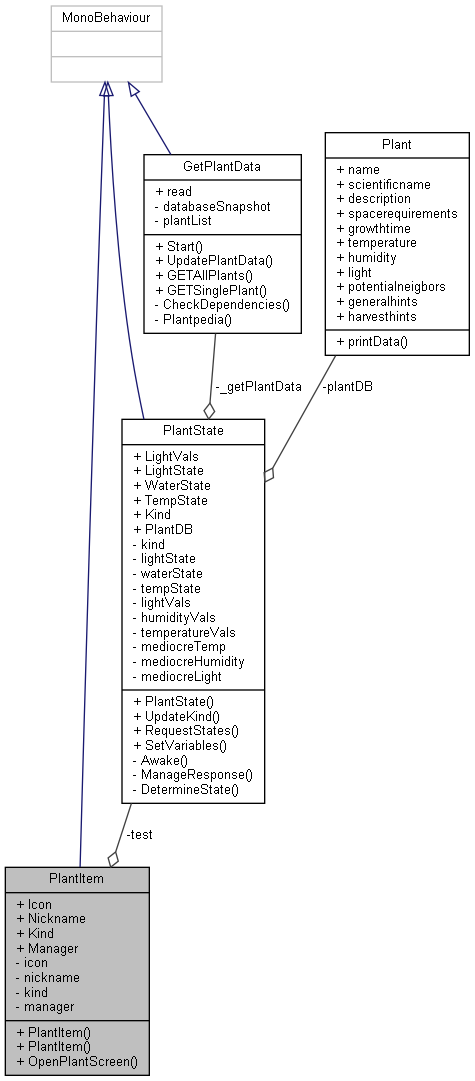 MonoBehaviour
GetPlantData
+ read
- databaseSnapshot
- plantList
+ Start()
+ UpdatePlantData()
+ GETAllPlants()
+ GETSinglePlant()
- CheckDependencies()
- Plantpedia()
Plant
+ name
+ scientificname
+ description
+ spacerequirements
+ growthtime
+ temperature
+ humidity
+ light
+ potentialneigbors
+ generalhints
+ harvesthints
+ printData()
-_getPlantData
-plantDB
PlantState
+ LightVals
+ LightState
+ WaterState
+ TempState
+ Kind
+ PlantDB
- kind
- lightState
- waterState
- tempState
- lightVals
- humidityVals
- temperatureVals
- mediocreTemp
- mediocreHumidity
- mediocreLight
+ PlantState()
+ UpdateKind()
+ RequestStates()
+ SetVariables()
- Awake()
- ManageResponse()
- DetermineState()
-test
PlantItem
+ Icon
+ Nickname
+ Kind
+ Manager
- icon
- nickname
- kind
- manager
+ PlantItem()
+ PlantItem()
+ OpenPlantScreen()